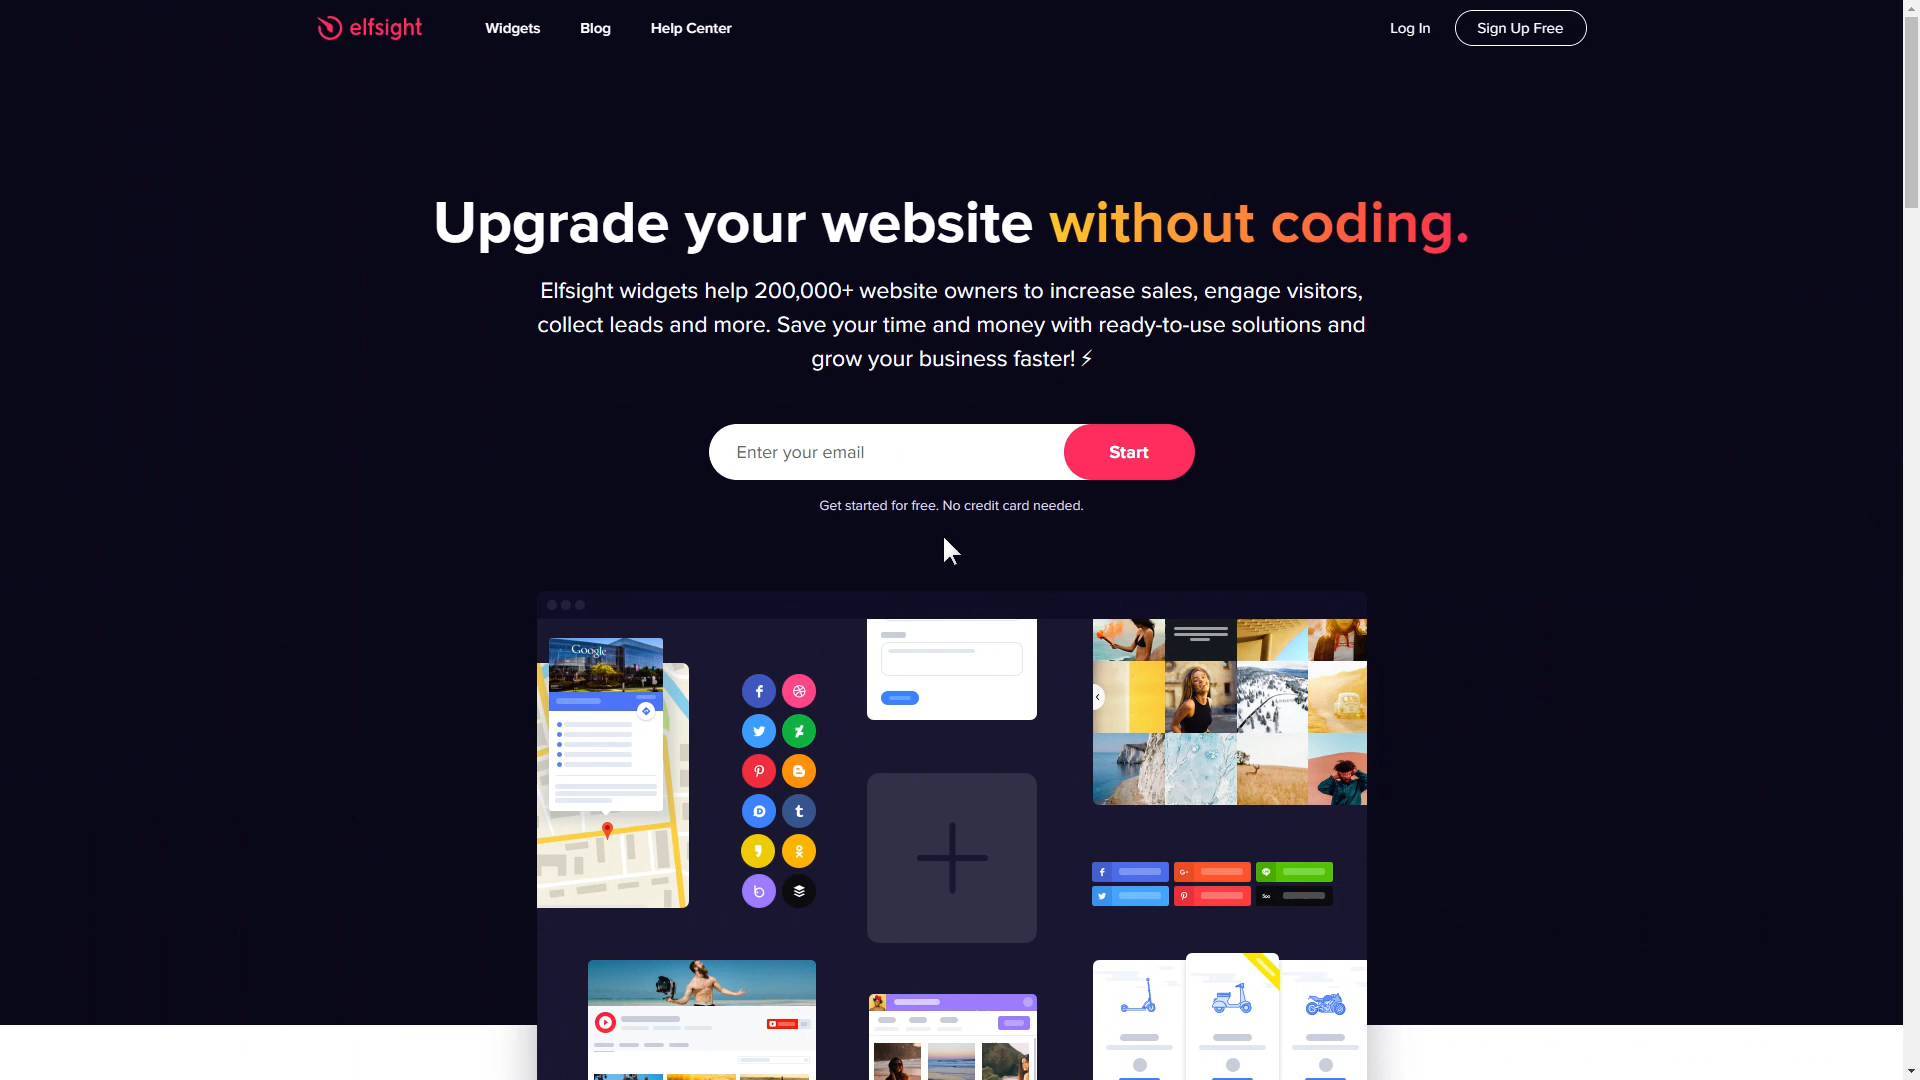 elfsight
Widgets
Blog
Help Center
Log In
Sign Up Free
Upgrade your website without coding.
Elfsight widgets help 200,000+ website owners to increase sales, engage visitors,
collect leads and more. Save your time and money with ready-to-use solutions and
grow your business faster! ⚡
Enter your email
Start
Get started for free. No credit card needed.
Google